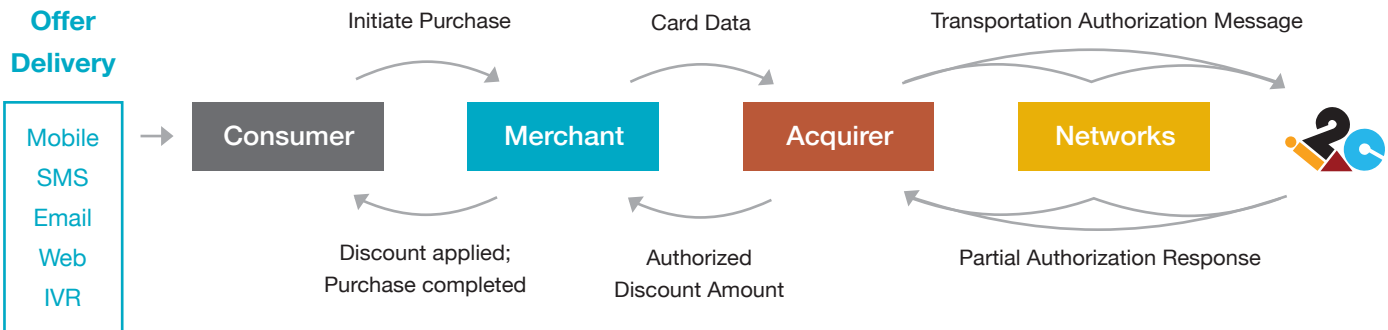 Offer
Delivery
Mobile
SMS
Email
Web
IVR
Initiate Purchase
Card Data
Transportation Authorization Message
Consumer
Merchant
Acquirer
Networks
i2c
Discount applied;
Purchase completed
Authorized
Discount Amount
Partial Authorization Response